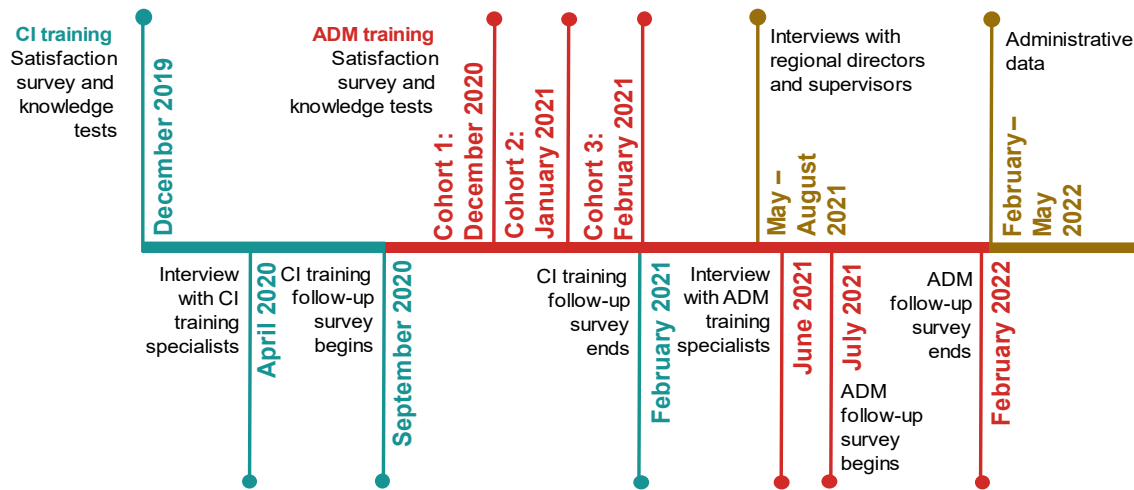 CI training
Satisfaction
survey and
knowledge
tests
December 2019
ADM training
Satisfaction
survey and
knowledge tests
Cohort 1:
December 2020
Cohort 2:
January 2021
Cohort 3:
February 2021
Interviews with
regional directors
and supervisors
May –
August
2021
Administrative
data
February–
May
2022
Interview
with CI
training
specialists
April 2020
CI training
follow-up
survey
begins
September 2020
CI training
follow-up
survey
ends
February 2021
Interview
with ADM
training
specialists
June 2021
July 2021
ADM
follow-up
survey
begins
ADM
follow-up
survey
ends
February 2022